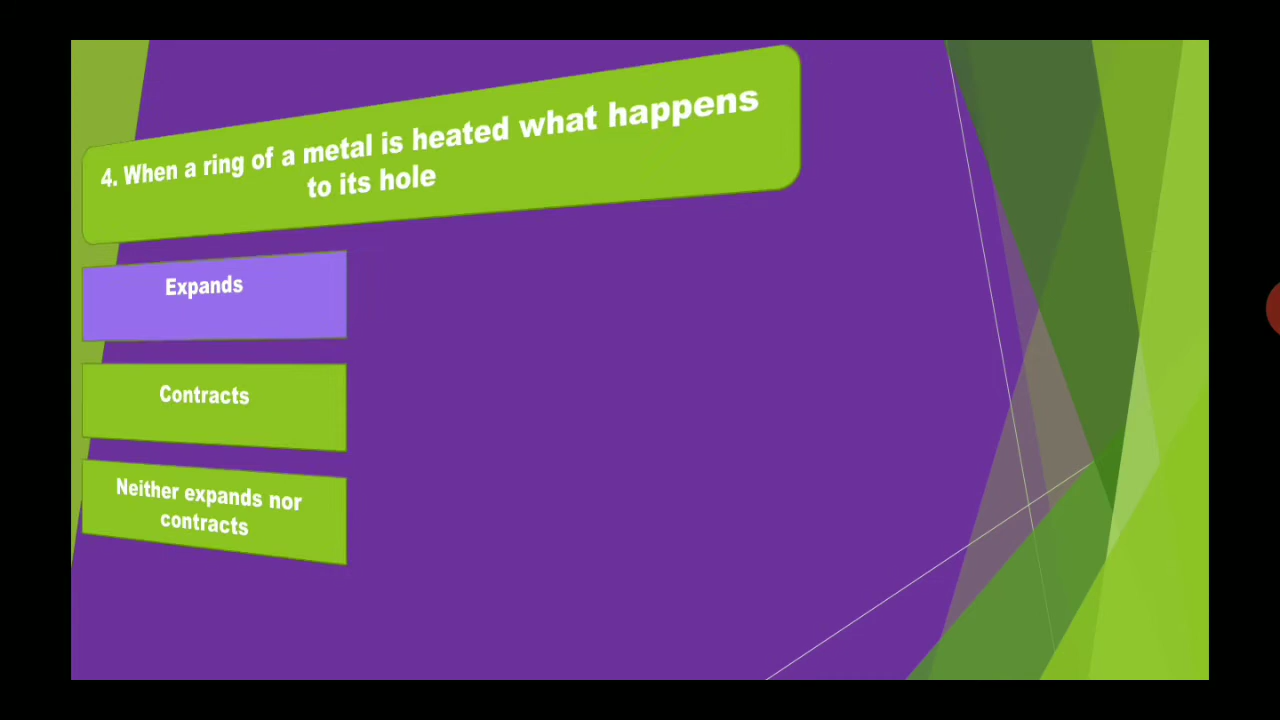 4. When a ring of a metal is heated what happens
to its hole
Expands
Contracts
Neither expands nor
contracts